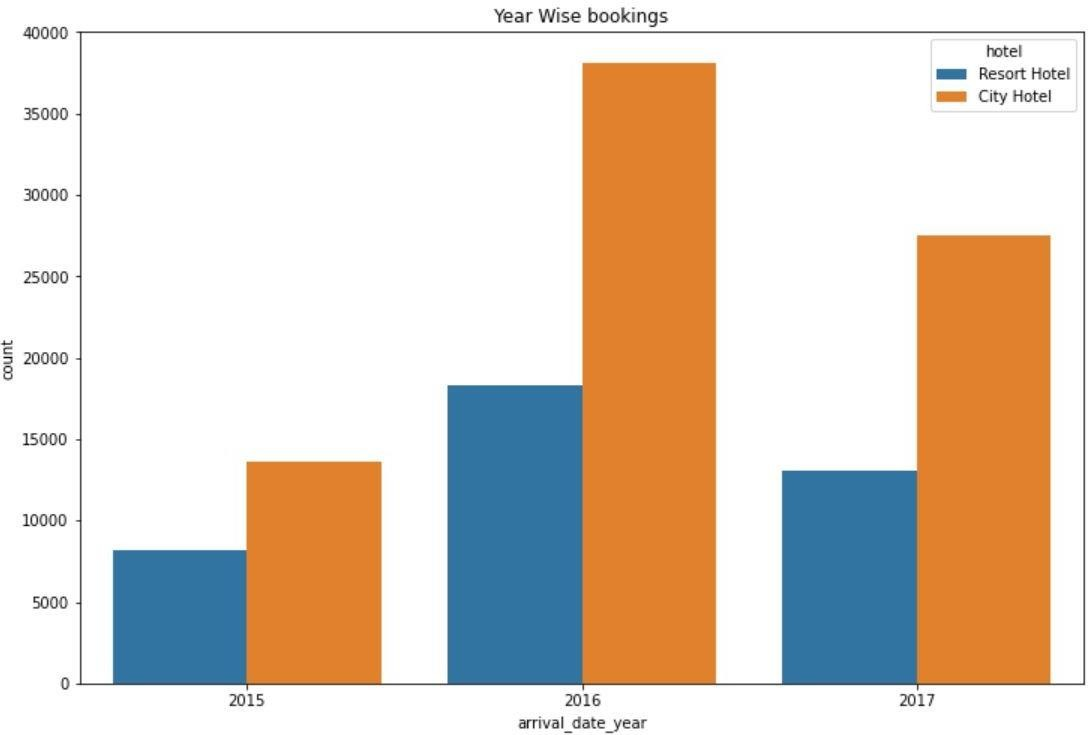 Year Wise bookings
hotel
Resort Hotel
City Hotel
40000
35000
30000
25000
20000
15000
10000
5000
0
count
2015
2016
2017
arrival_date_year